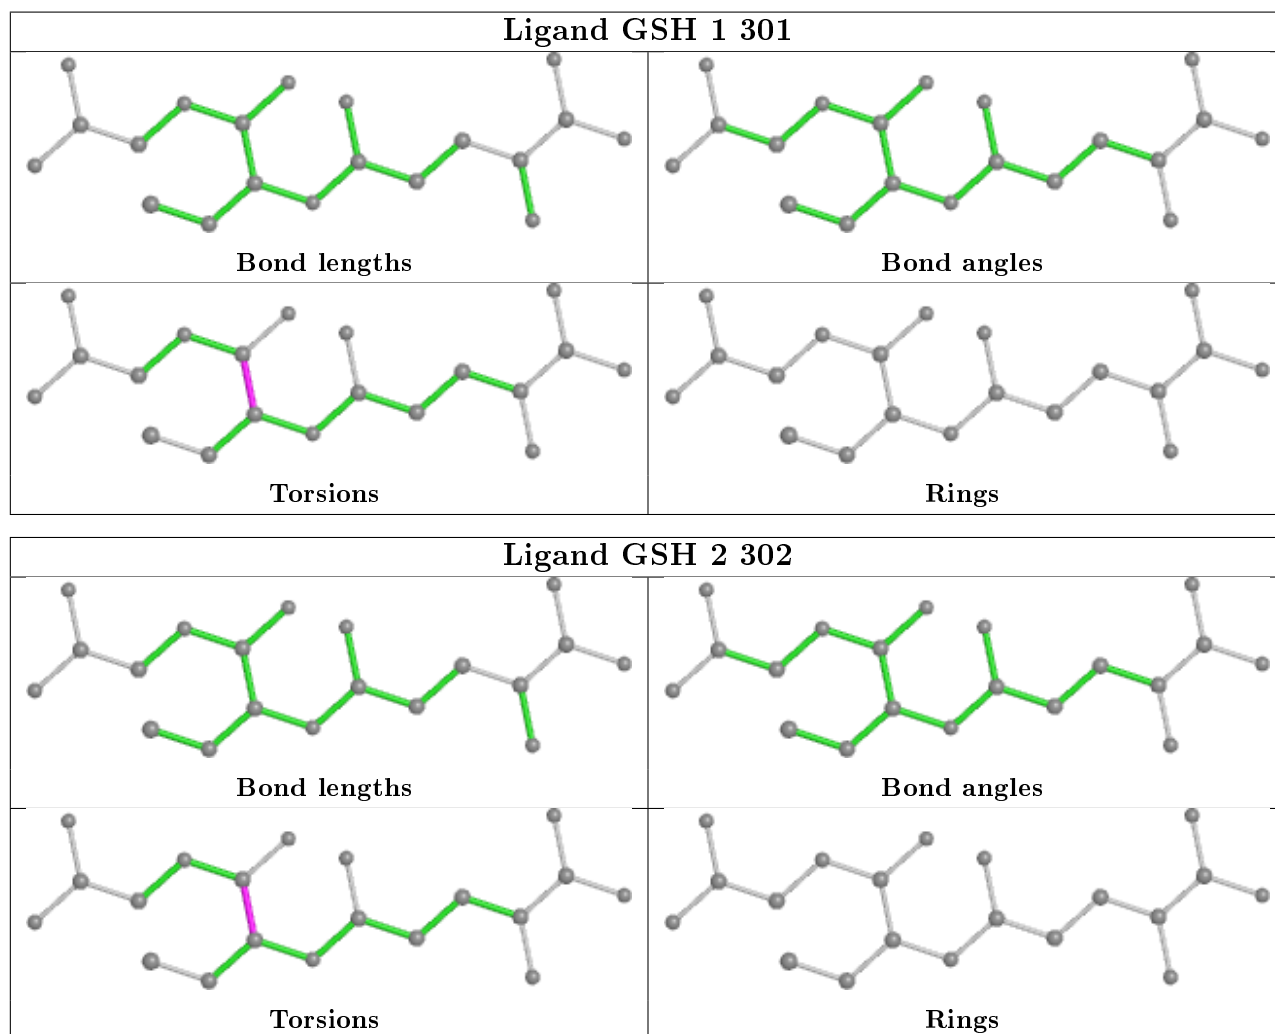 Ligand GSH 1 301
Bond lengths
Bond angles
Torsions
Rings
Ligand GSH 2 302
Bond lengths
Bond angles
Torsions
Rings